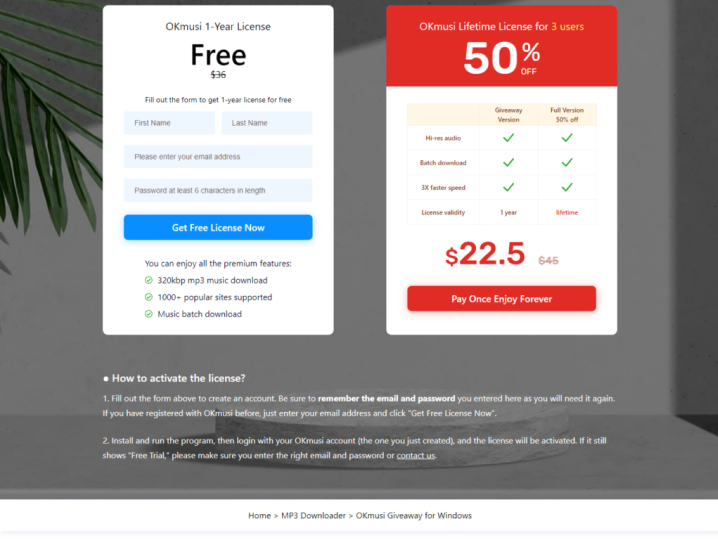 OKmusi 1-Year License
Free
$36
Fill out the form to get 1-year license for free
First Name Last Name
Please enter your email address
Password at least 6 characters in length
Get Free License Now
You can enjoy all the premium features:
320kbp mp3 music download
1000+ popular sites supported
Music batch download
OKmusi Lifetime License for 3 users
50% OFF
Giveaway Version Full Version 50% off
Hi-res audio
Batch download
3X faster speed
License validity 1 year lifetime
$22.5 $45
Pay Once Enjoy Forever
● How to activate the license?
1. Fill out the form above to create an account. Be sure to remember the email and password you entered here as you will need it again.
If you have registered with OKmusi before, just enter your email address and click "Get Free License Now".
2. Install and run the program, then login with your OKmusi account (the one you just created), and the license will be activated. If it still
shows "Free Trial," please make sure you enter the right email and password or contact us.
Home > MP3 Downloader > OKmusi Giveaway for Windows